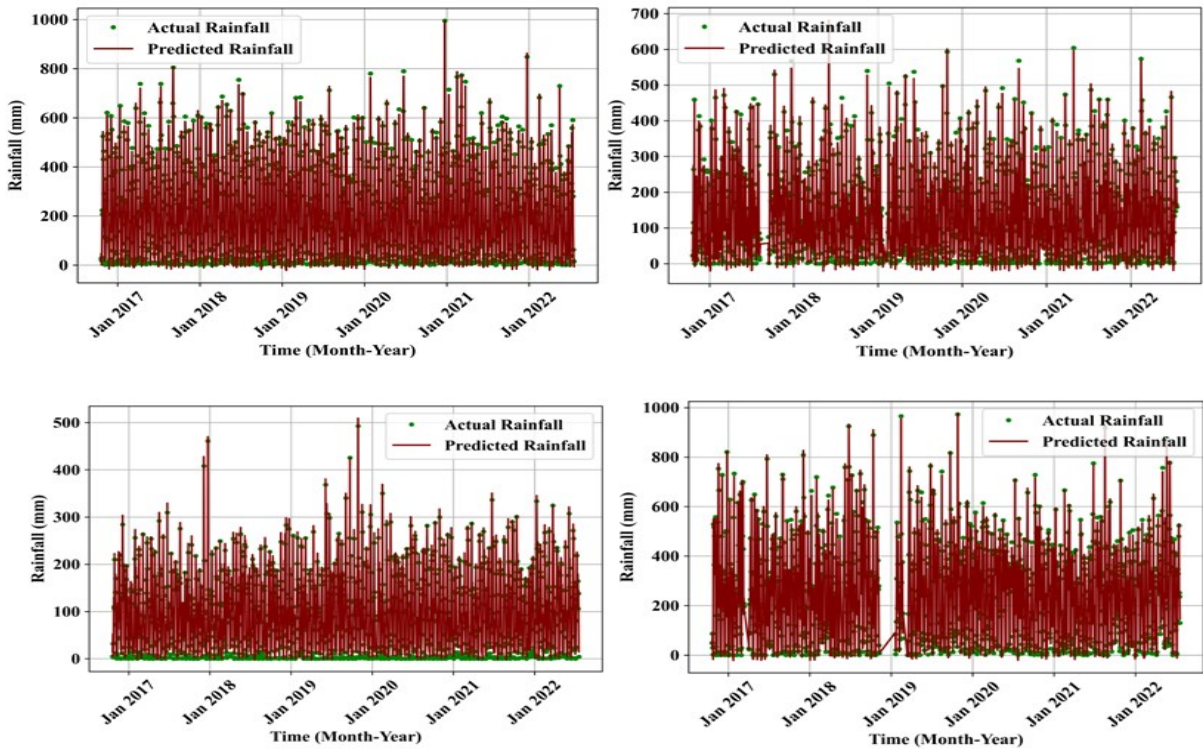 1000
800
600
400
200
0
Rainfall (mm)
Actual Rainfall
Predicted Rainfall
Jan 2017
Jan 2018
Jan 2019
Jan 2020
Jan 2021
Jan 2022
Time (Month-Year)
700
600
500
400
300
200
100
0
Rainfall (mm)
Actual Rainfall
Predicted Rainfall
Jan 2017
Jan 2018
Jan 2019
Jan 2020
Jan 2021
Jan 2022
Time (Month-Year)
500
400
300
200
100
0
Rainfall (mm)
Actual Rainfall
Predicted Rainfall
Jan 2017
Jan 2018
Jan 2019
Jan 2020
Jan 2021
Jan 2022
Time (Month-Year)
1000
800
600
400
200
0
Rainfall (mm)
Actual Rainfall
Predicted Rainfall
Jan 2017
Jan 2018
Jan 2019
Jan 2020
Jan 2021
Jan 2022
Time (Month-Year)